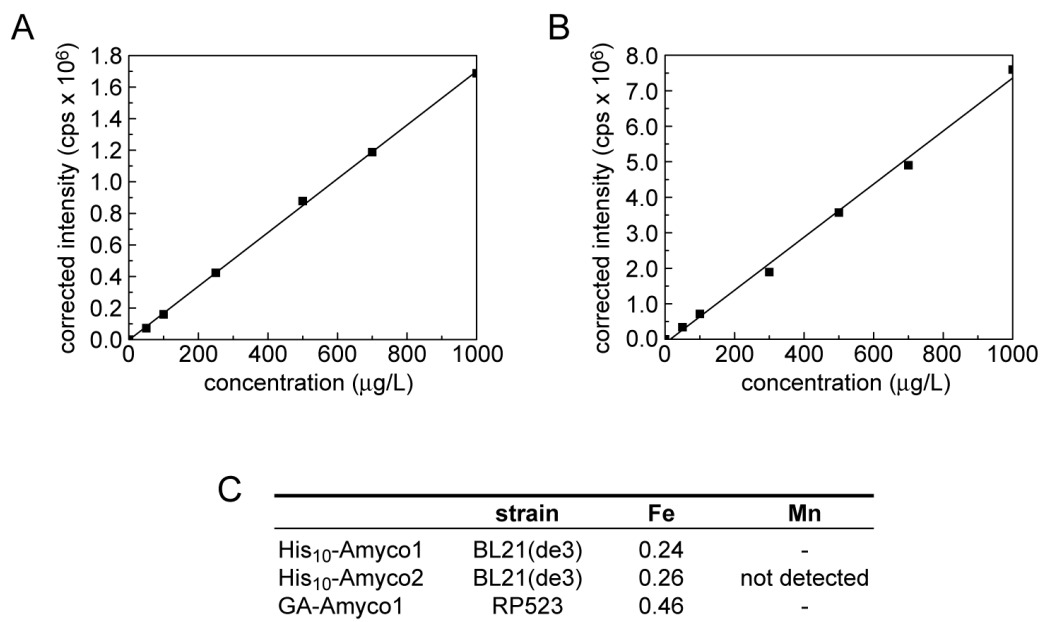 A
corrected intensity (cps x 10⁶)
1.8
1.6
1.4
1.2
1.0
0.8
0.6
0.4
0.2
0.0
0 200 400 600 800 1000
concentration (μg/L)
B
corrected intensity (cps x 10⁶)
8.0
7.0
6.0
5.0
4.0
3.0
2.0
1.0
0.0
200 400 600 800 1000
concentration (μg/L)
C
strain Fe Mn
His₁₀-Amyco1 BL21(de3) 0.24 -
His₁₀-Amyco2 BL21(de3) 0.26 not detected
GA-Amyco1 RP523 0.46 -